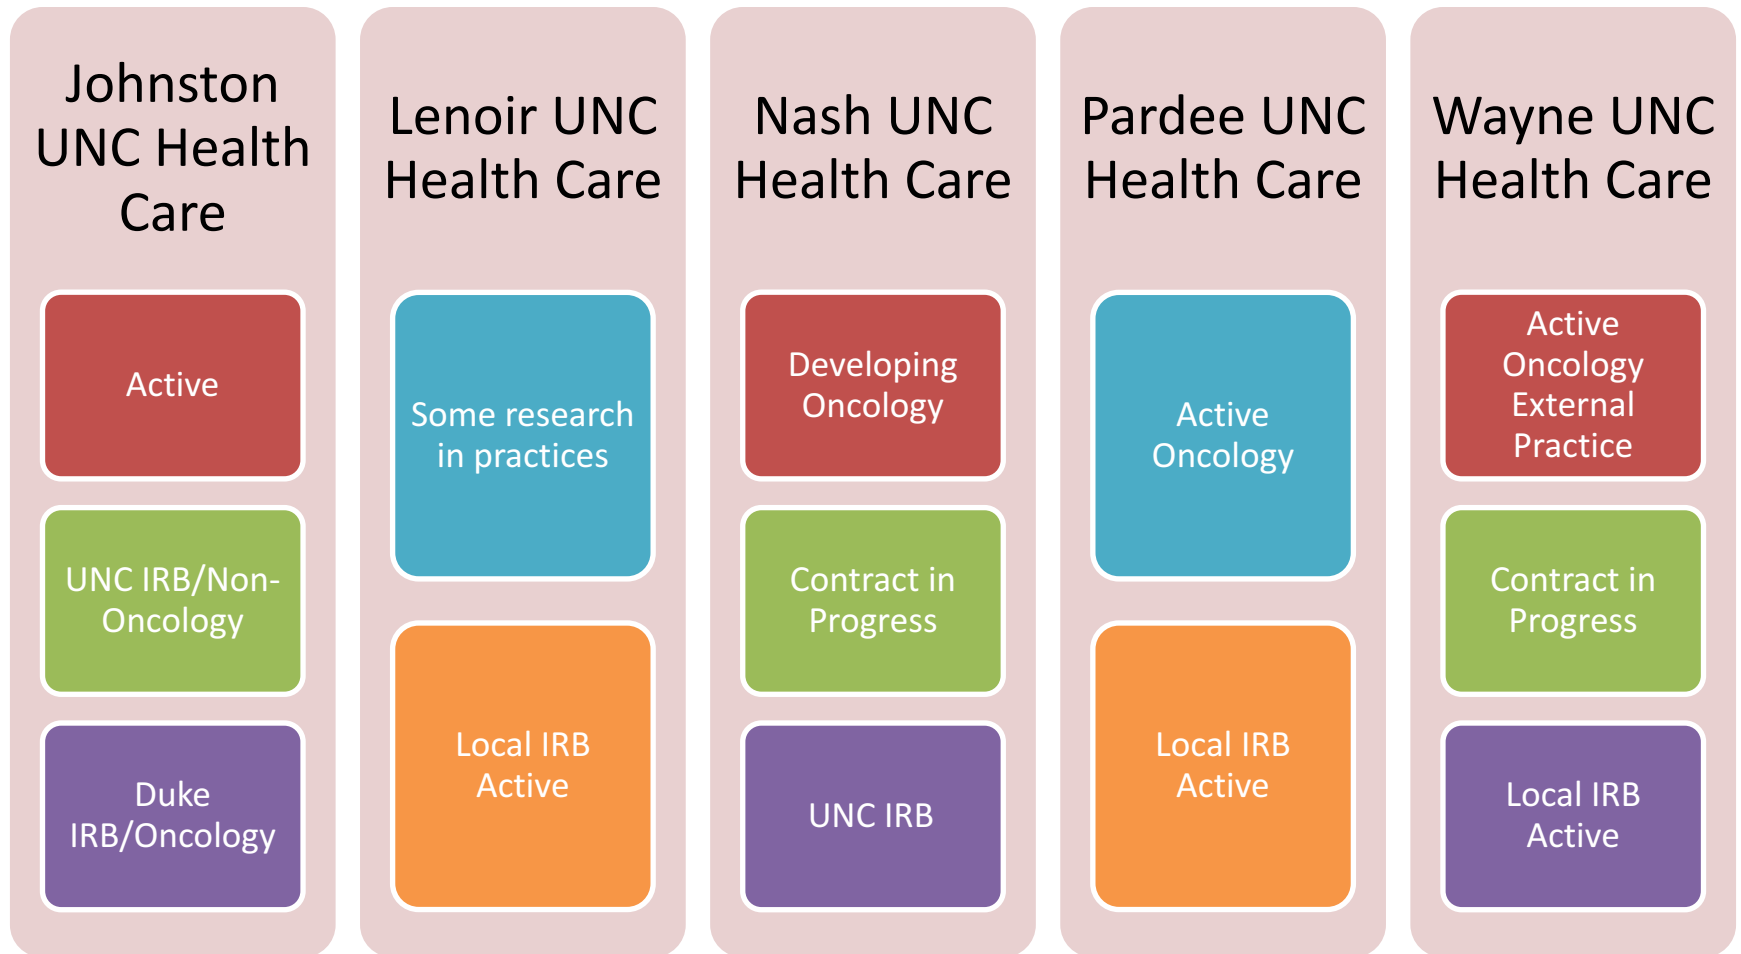 Johnston
UNC Health
Care
Active
UNC IRB/Non-
Oncology
Duke
IRB/Oncology
Lenoir UNC
Health Care
Some research
in practices
Local IRB
Active
Nash UNC
Health Care
Developing
Oncology
Contract in
Progress
UNC IRB
Pardee UNC
Health Care
Active
Oncology
Local IRB
Active
Wayne UNC
Health Care
Active
Oncology
External
Practice
Contract in
Progress
Local IRB
Active